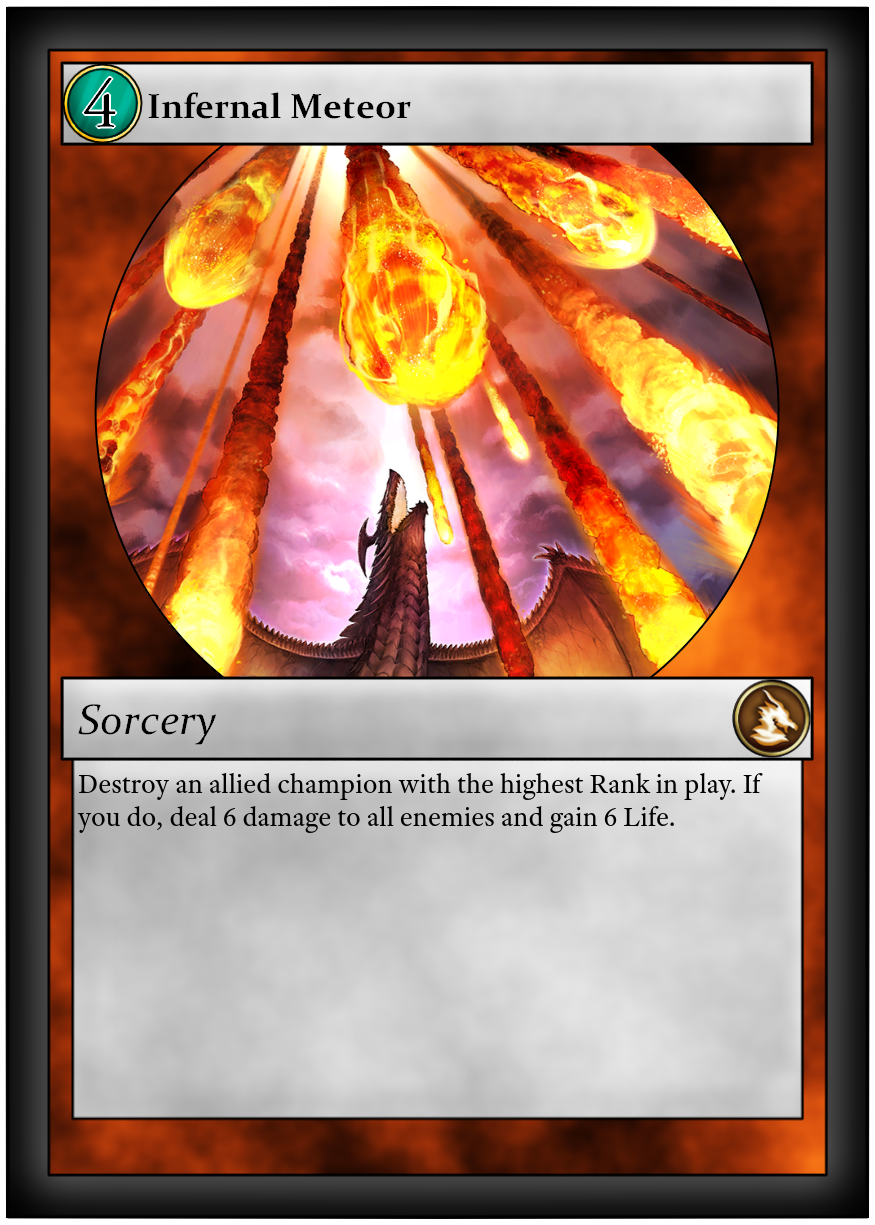 4 Infernal Meteor
Sorcery
Destroy an allied champion with the highest Rank in play. If
you do, deal 6 damage to all enemies and gain 6 Life.